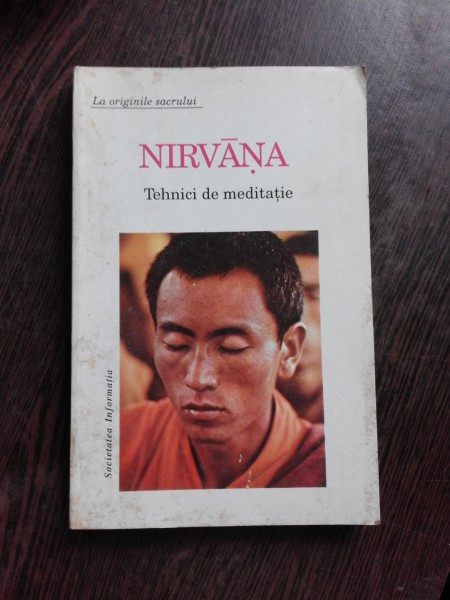 La originile sacrului
NIRVĀṆA
Tehnici de meditație
Societatea Informația